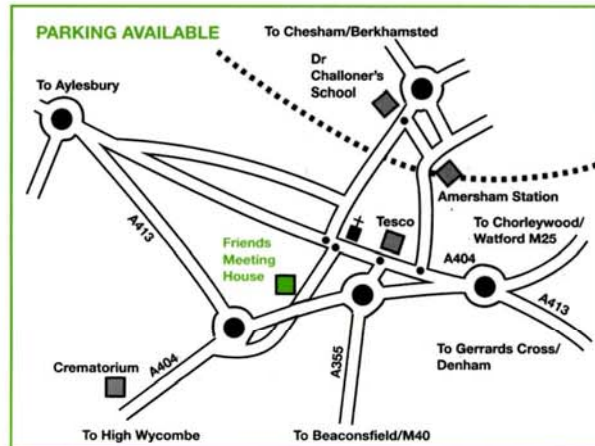 PARKING AVAILABLE
To Chesham/Berkhamsted
Dr
Challoner's
School
To Aylesbury
Amersham Station
Tesco
To Chorleywood/
Watford M25
A413
Friends
Meeting
House
A404
A413
Crematorium
A404
A355
To Gerrards Cross/
Denham
To High Wycombe
To Beaconsfield/M40